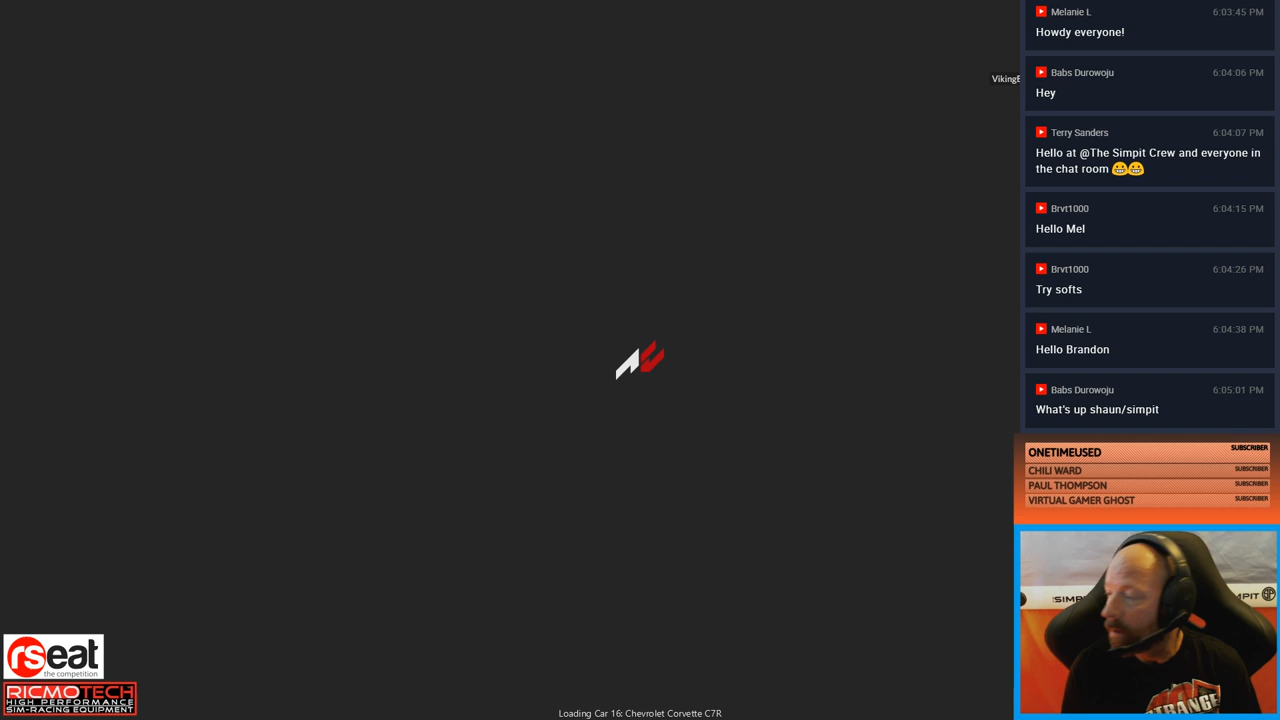 Melanie L 6:03:45 PM
Howdy everyone!
VikingE
Babs Durowoju 6:04:06 PM
Hey
Terry Sanders 6:04:07 PM
Hello at @The Simpit Crew and everyone in
the chat room 😬😬
Brvt1000 6:04:15 PM
Hello Mel
Brvt1000 6:04:26 PM
Try softs
Melanie L 6:04:38 PM
Hello Brandon
Babs Durowoju 6:05:01 PM
What's up shaun/simpit
ONETIMEUSED SUBSCRIBER
CHILI WARD SUBSCRIBER
PAUL THOMPSON SUBSCRIBER
VIRTUAL GAMER GHOST SUBSCRIBER
rseat
the competition
RICMOTECH
HIGH PERFORMANCE
SIM-RACING EQUIPMENT
Loading Car 16: Chevrolet Corvette C7R